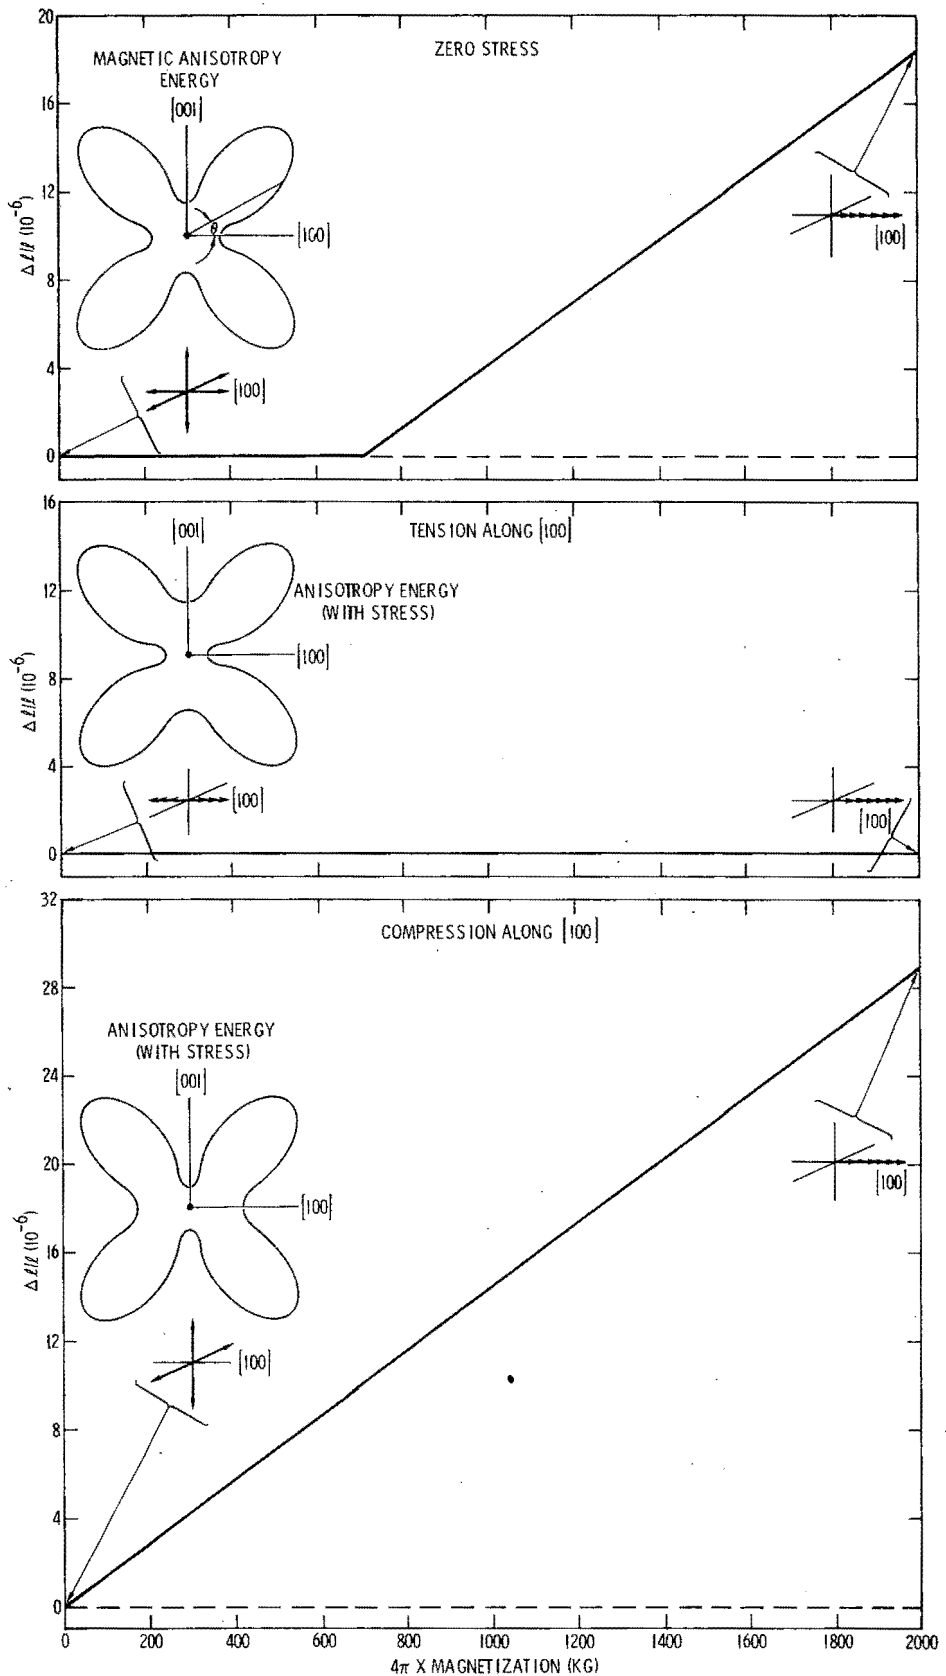 20
ZERO STRESS
MAGNETIC ANISOTROPY
ENERGY
[001]
16
12
θ
[100]
Δℓ/ℓ (10⁻⁶)
[100]
8
4
[100]
0
16
[001]
TENSION ALONG [100]
12
ANISOTROPY ENERGY
(WITH STRESS)
[100]
Δℓ/ℓ (10⁻⁶)
8
4
[100]
[100]
0
32
COMPRESSION ALONG [100]
28
ANISOTROPY ENERGY
(WITH STRESS)
[001]
24
20
[100]
[100]
Δℓ/ℓ (10⁻⁶)
16
12
[100]
8
4
0
0 200 400 600 800 1000 1200 1400 1600 1800 2000
4π X MAGNETIZATION (KG)